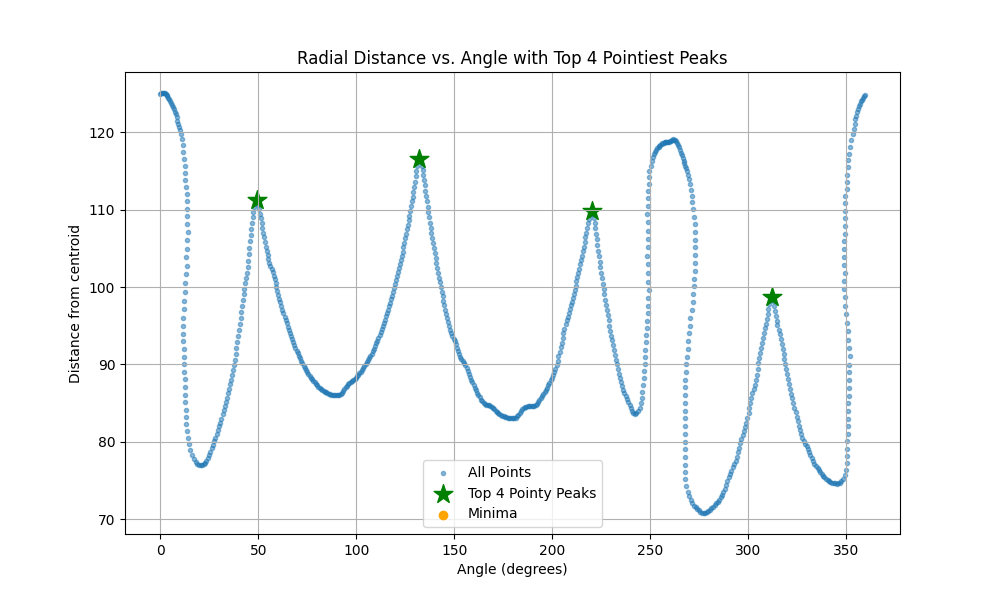 Radial Distance vs. Angle with Top 4 Pointiest Peaks
Distance from centroid
120
110
100
90
80
70
All Points
Top 4 Pointy Peaks
Minima
0 50 100 150 200 250 300 350
Angle (degrees)